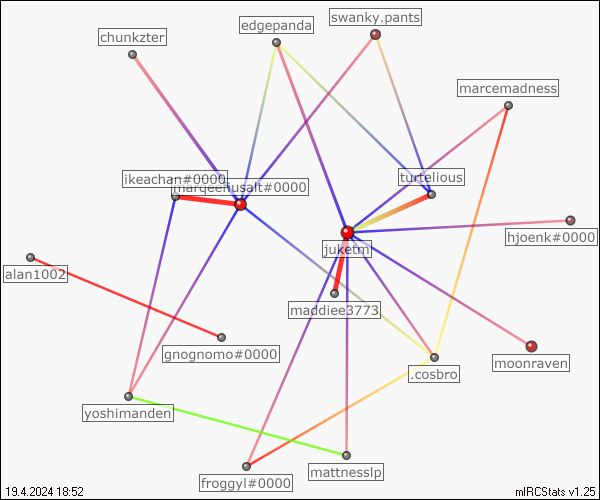 swanky.pants
edgepanda
chunkzter
marcemadness
ikeachan#0000
turtelious
marqeehusalt#0000
hjoenk#0000
juketm
alan1002
maddiee3773
gnognomo#0000
moonraven
.cosbro
yoshimanden
mattnesslp
froggyl#0000
19.4.2024 18:52
mIRCStats v1.25